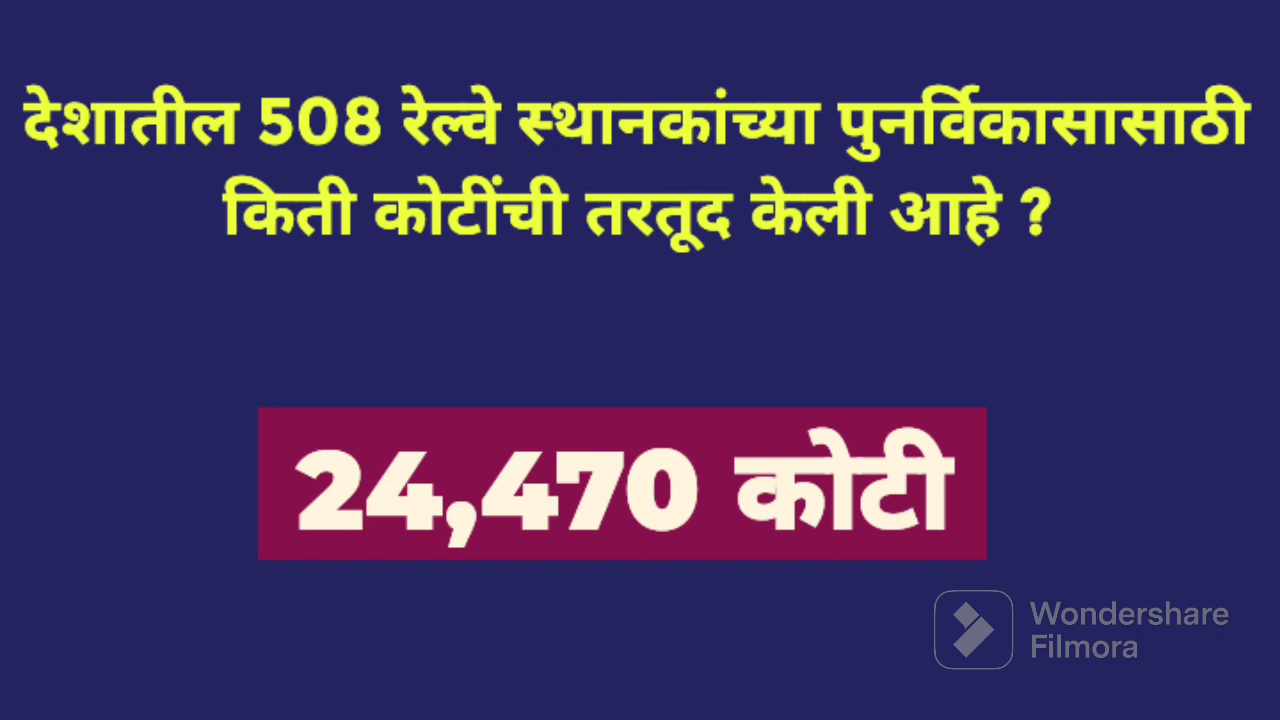 देशातील 508 रेल्वे स्थानकांच्या पुनर्विकासासाठी
किती कोटींची तरतूद केली आहे ?
24,470 कोटी
Wondershare
Filmora